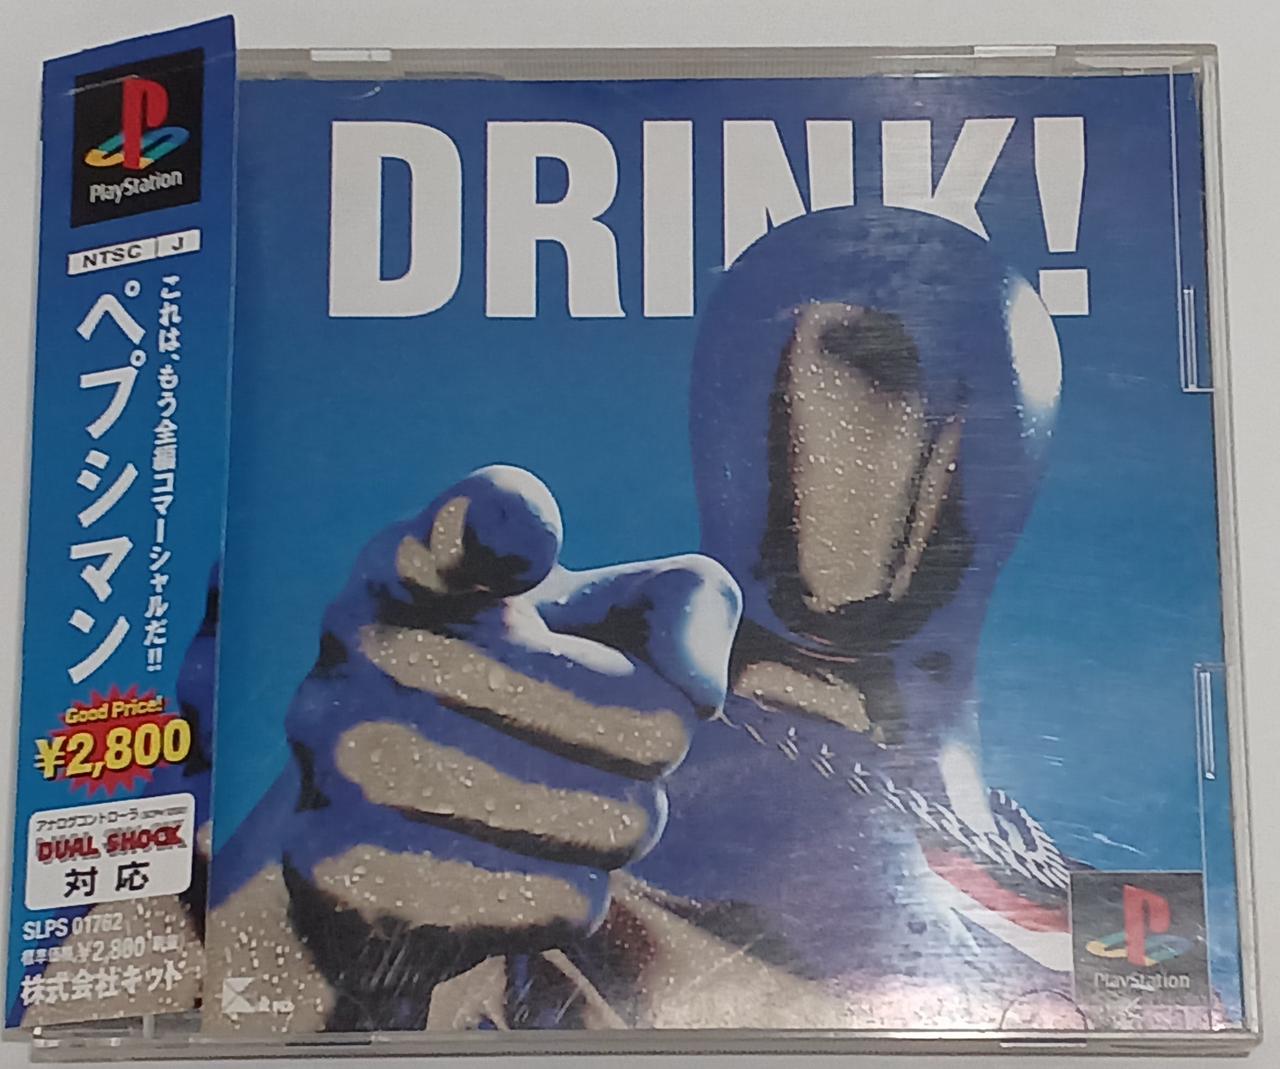 PlayStation
NTSC J
これは、もう全編コマーシャルだ!!
ペプシマン
Good Price!
¥2,800
アナログコントローラ
DUAL SHOCK
対応
SLPS 01762
標準価格 ¥2,800
株式会社キッド
DRINK!
PlayStation